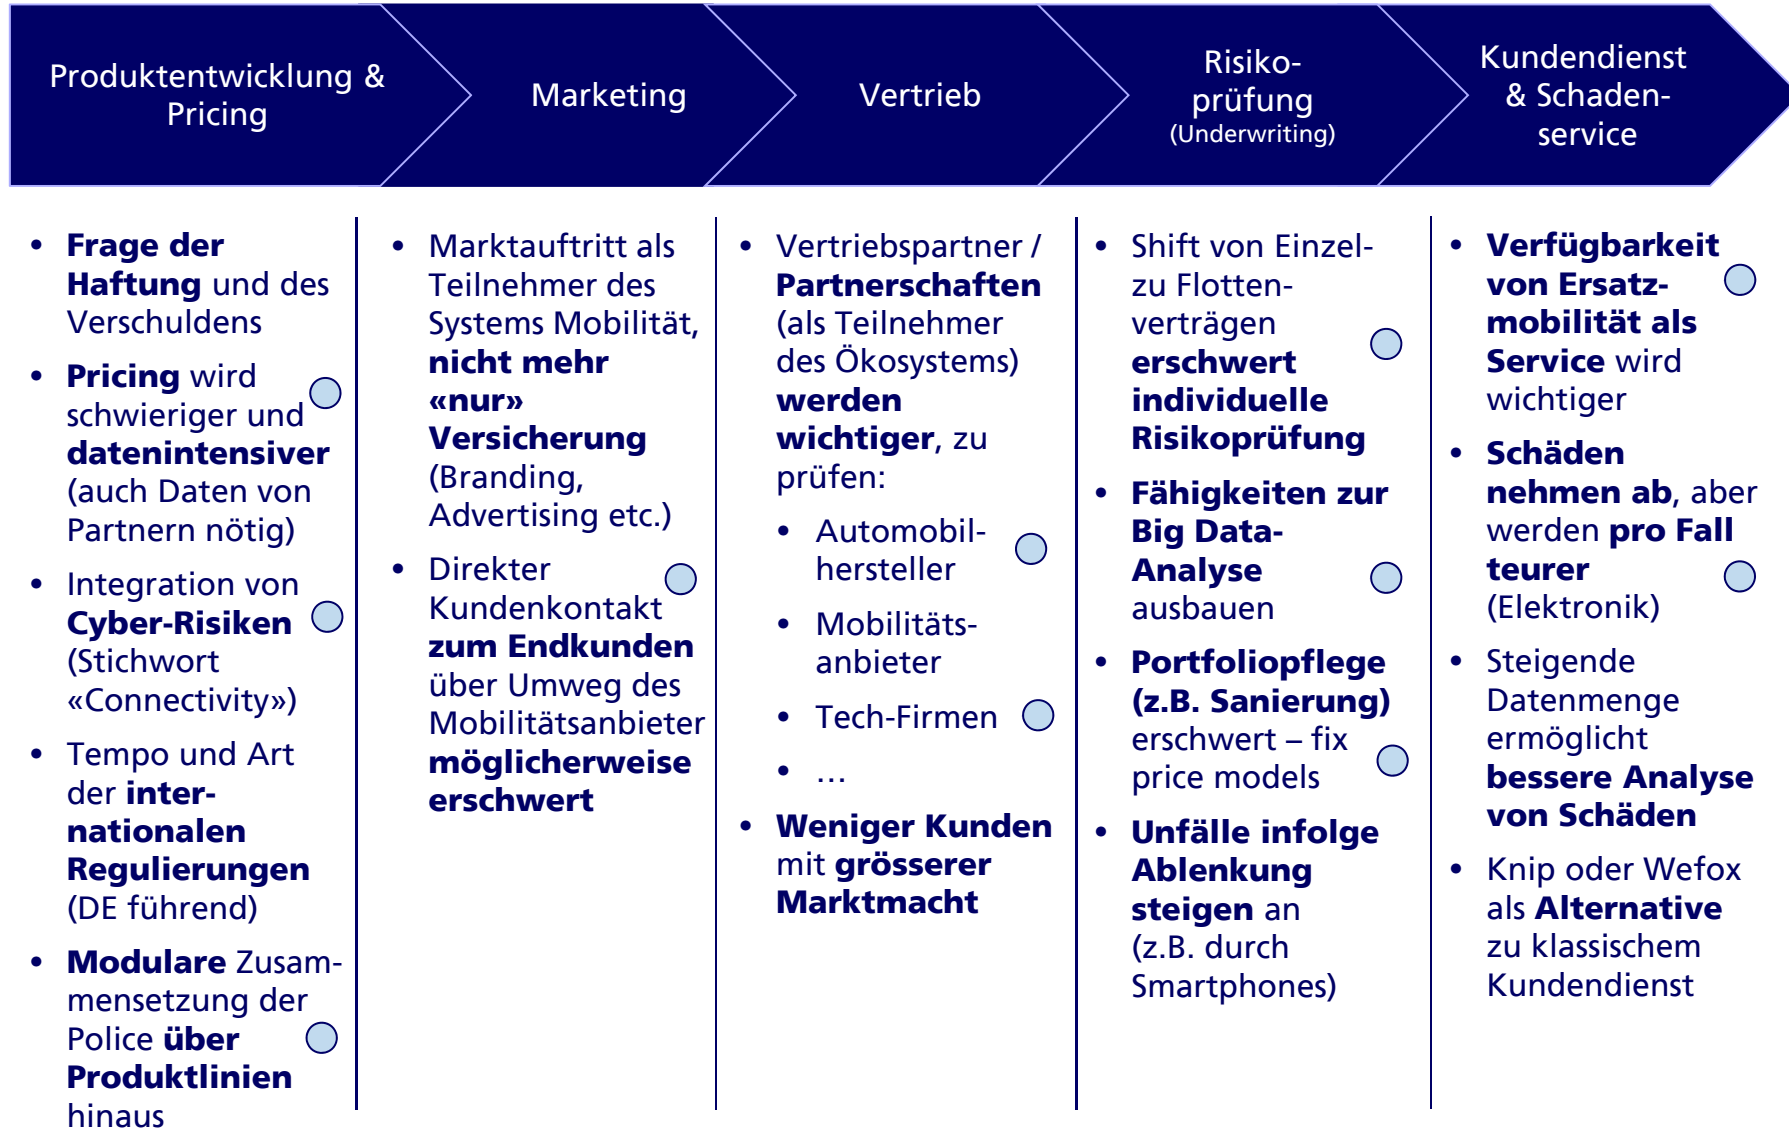 Produktentwicklung &
Pricing
Marketing
Vertrieb
Risiko-
prüfung
(Underwriting)
Kundendienst
& Schaden-
service
• Frage der
Haftung und des
Verschuldens
• Pricing wird
schwieriger und
datenintensiver
(auch Daten von
Partnern nötig)
• Integration von
Cyber-Risiken
(Stichwort
«Connectivity»)
• Tempo und Art
der inter-
nationalen
Regulierungen
(DE führend)
• Modulare Zusam-
mensetzung der
Police über
Produktlinien
hinaus
• Marktauftritt als
Teilnehmer des
Systems Mobilität,
nicht mehr
«nur»
Versicherung
(Branding,
Advertising etc.)
• Direkter
Kundenkontakt
zum Endkunden
über Umweg des
Mobilitätsanbieter
möglicherweise
erschwert
• Vertriebspartner /
Partnerschaften
(als Teilnehmer
des Ökosystems)
werden
wichtiger, zu
prüfen:
• Automobil-
hersteller
• Mobilitäts-
anbieter
• Tech-Firmen
• …
• Weniger Kunden
mit grösserer
Marktmacht
• Shift von Einzel-
zu Flotten-
verträgen
erschwert
individuelle
Risikoprüfung
• Fähigkeiten zur
Big Data-
Analyse
ausbauen
• Portfoliopflege
(z.B. Sanierung)
erschwert – fix
price models
• Unfälle infolge
Ablenkung
steigen an
(z.B. durch
Smartphones)
• Verfügbarkeit
von Ersatz-
mobilität als
Service wird
wichtiger
• Schäden
nehmen ab, aber
werden pro Fall
teurer
(Elektronik)
• Steigende
Datenmenge
ermöglicht
bessere Analyse
von Schäden
• Knip oder Wefox
als Alternative
zu klassischem
Kundendienst